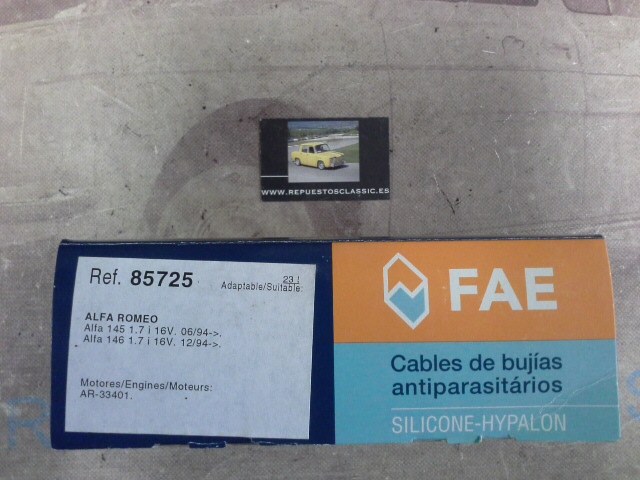 WWW.REPUESTOSCLASSIC.ES
Ref. 85725
23.I
Adaptable/Suitable:
ALFA ROMEO
Alfa 145 1.7 i 16V. 06/94->.
Alfa 146 1.7 i 16V. 12/94->.
Motores/Engines/Moteurs:
AR-33401.
FAE
Cables de bujías
antiparasitários
SILICONE-HYPALON
R
S